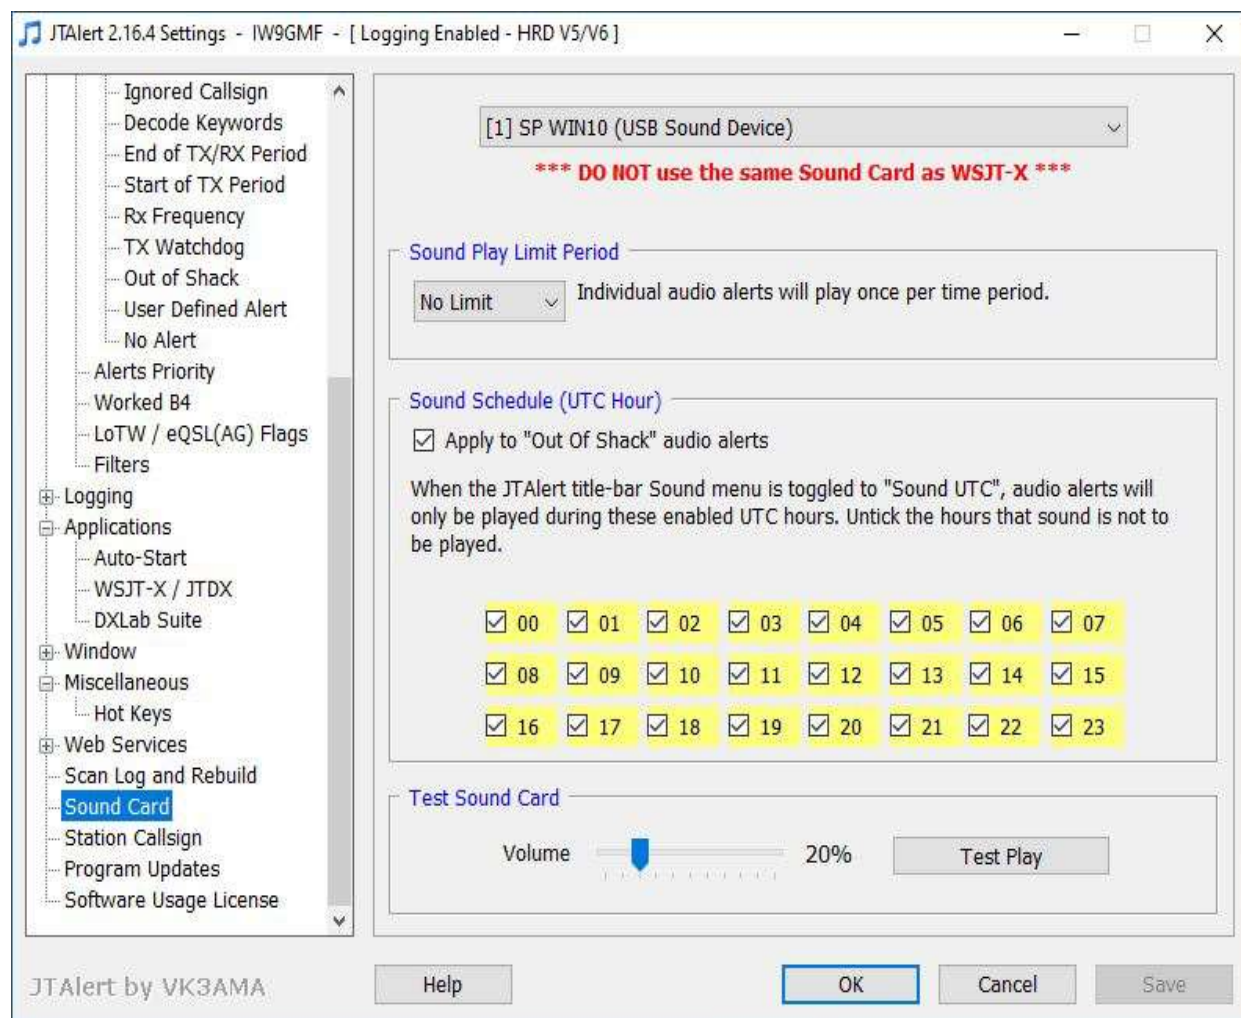 JTAlert 2.16.4 Settings - IW9GMF - [ Logging Enabled - HRD V5/V6 ]
Ignored Callsign
Decode Keywords
End of TX/RX Period
Start of TX Period
Rx Frequency
TX Watchdog
Out of Shack
User Defined Alert
No Alert
Alerts Priority
Worked B4
LoTW / eQSL(AG) Flags
Filters
Logging
Applications
Auto-Start
WSJT-X / JTDX
DXLab Suite
Window
Miscellaneous
Hot Keys
Web Services
Scan Log and Rebuild
Sound Card
Station Callsign
Program Updates
Software Usage License
[1] SP WIN10 (USB Sound Device)
*** DO NOT use the same Sound Card as WSJT-X ***
Sound Play Limit Period
No Limit Individual audio alerts will play once per time period.
Sound Schedule (UTC Hour)
Apply to "Out Of Shack" audio alerts
When the JTAlert title-bar Sound menu is toggled to "Sound UTC", audio alerts will
only be played during these enabled UTC hours. Untick the hours that sound is not to
be played.
00 01 02 03 04 05 06 07
08 09 10 11 12 13 14 15
16 17 18 19 20 21 22 23
Test Sound Card
Volume 20% Test Play
JTAlert by VK3AMA Help OK Cancel Save